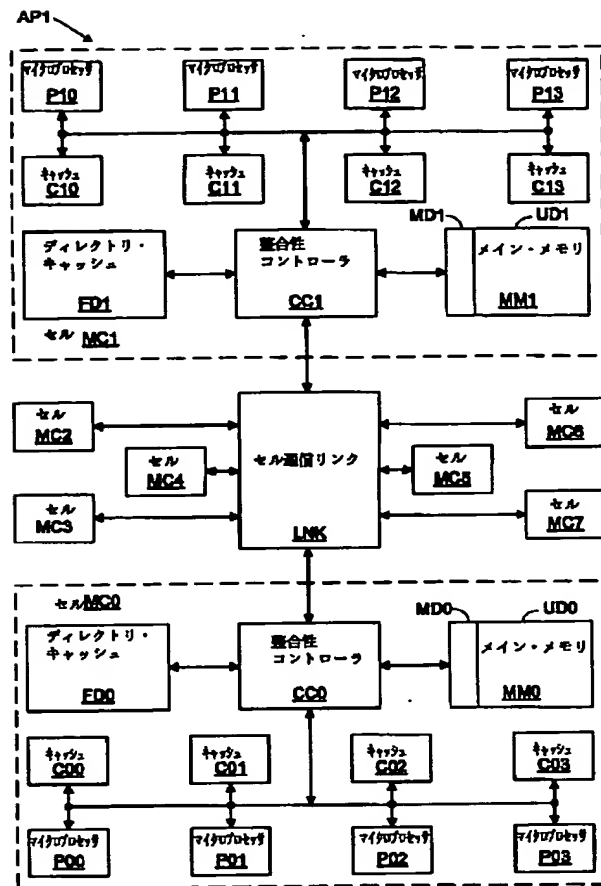 AP1
マイクロプロセッサ
P10
マイクロプロセッサ
P11
マイクロプロセッサ
P12
マイクロプロセッサ
P13
キャッシュ
C10
キャッシュ
C11
キャッシュ
C12
キャッシュ
C13
MD1
UD1
ディレクトリ・
キャッシュ
FD1
整合性
コントローラ
CC1
メイン・メモリ
MM1
セル MC1
セル
MC2
セル
MC6
セル
MC4
セル通信リンク
LNK
セル
MC5
セル
MC3
セル
MC7
セルMC0
MD0
UD0
ディレクトリ・
キャッシュ
FD0
整合性
コントローラ
CC0
メイン・メモリ
MM0
キャッシュ
C00
キャッシュ
C01
キャッシュ
C02
キャッシュ
C03
マイクロプロセッサ
P00
マイクロプロセッサ
P01
マイクロプロセッサ
P02
マイクロプロセッサ
P03